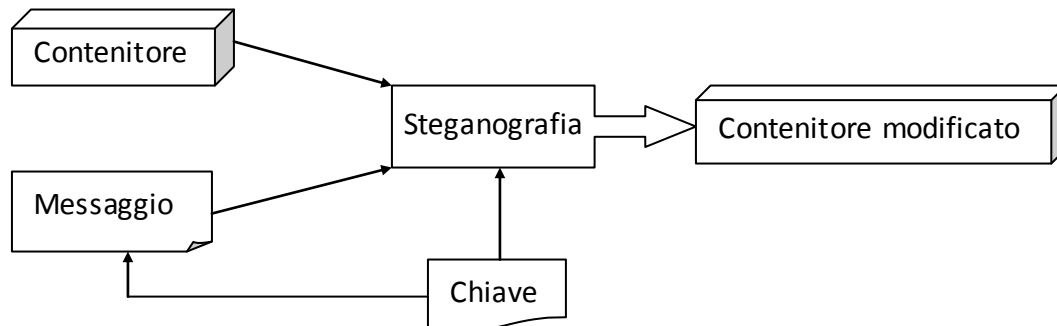 Contenitore
Steganografia
Contenitore modificato
Messaggio
Chiave